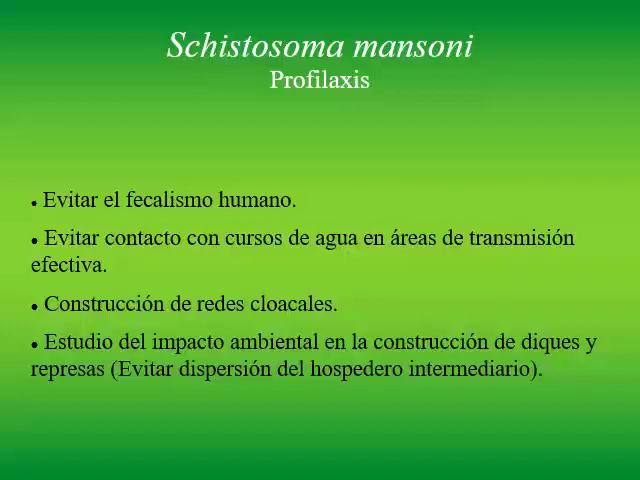 Schistosoma mansoni
Profilaxis
● Evitar el fecalismo humano.
● Evitar contacto con cursos de agua en áreas de transmisión
efectiva.
● Construcción de redes cloacales.
● Estudio del impacto ambiental en la construcción de diques y
represas (Evitar dispersión del hospedero intermediario).